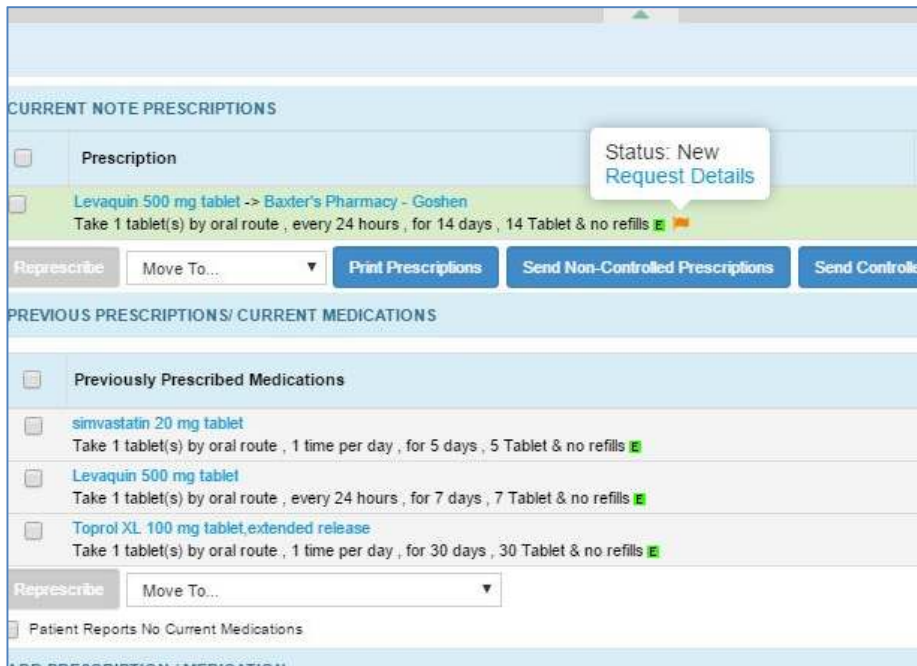 CURRENT NOTE PRESCRIPTIONS
Prescription
Status: New
Request Details
Levaquin 500 mg tablet -> Baxter's Pharmacy - Goshen
Take 1 tablet(s) by oral route , every 24 hours , for 14 days , 14 Tablet & no refills E
Represcribe Move To... Print Prescriptions Send Non-Controlled Prescriptions Send Controlle
PREVIOUS PRESCRIPTIONS/ CURRENT MEDICATIONS
Previously Prescribed Medications
simvastatin 20 mg tablet
Take 1 tablet(s) by oral route , 1 time per day , for 5 days , 5 Tablet & no refills E
Levaquin 500 mg tablet
Take 1 tablet(s) by oral route , every 24 hours , for 7 days , 7 Tablet & no refills E
Toprol XL 100 mg tablet,extended release
Take 1 tablet(s) by oral route , 1 time per day , for 30 days , 30 Tablet & no refills E
Represcribe Move To...
Patient Reports No Current Medications
ADD PRESCRIPTION / MEDICATION